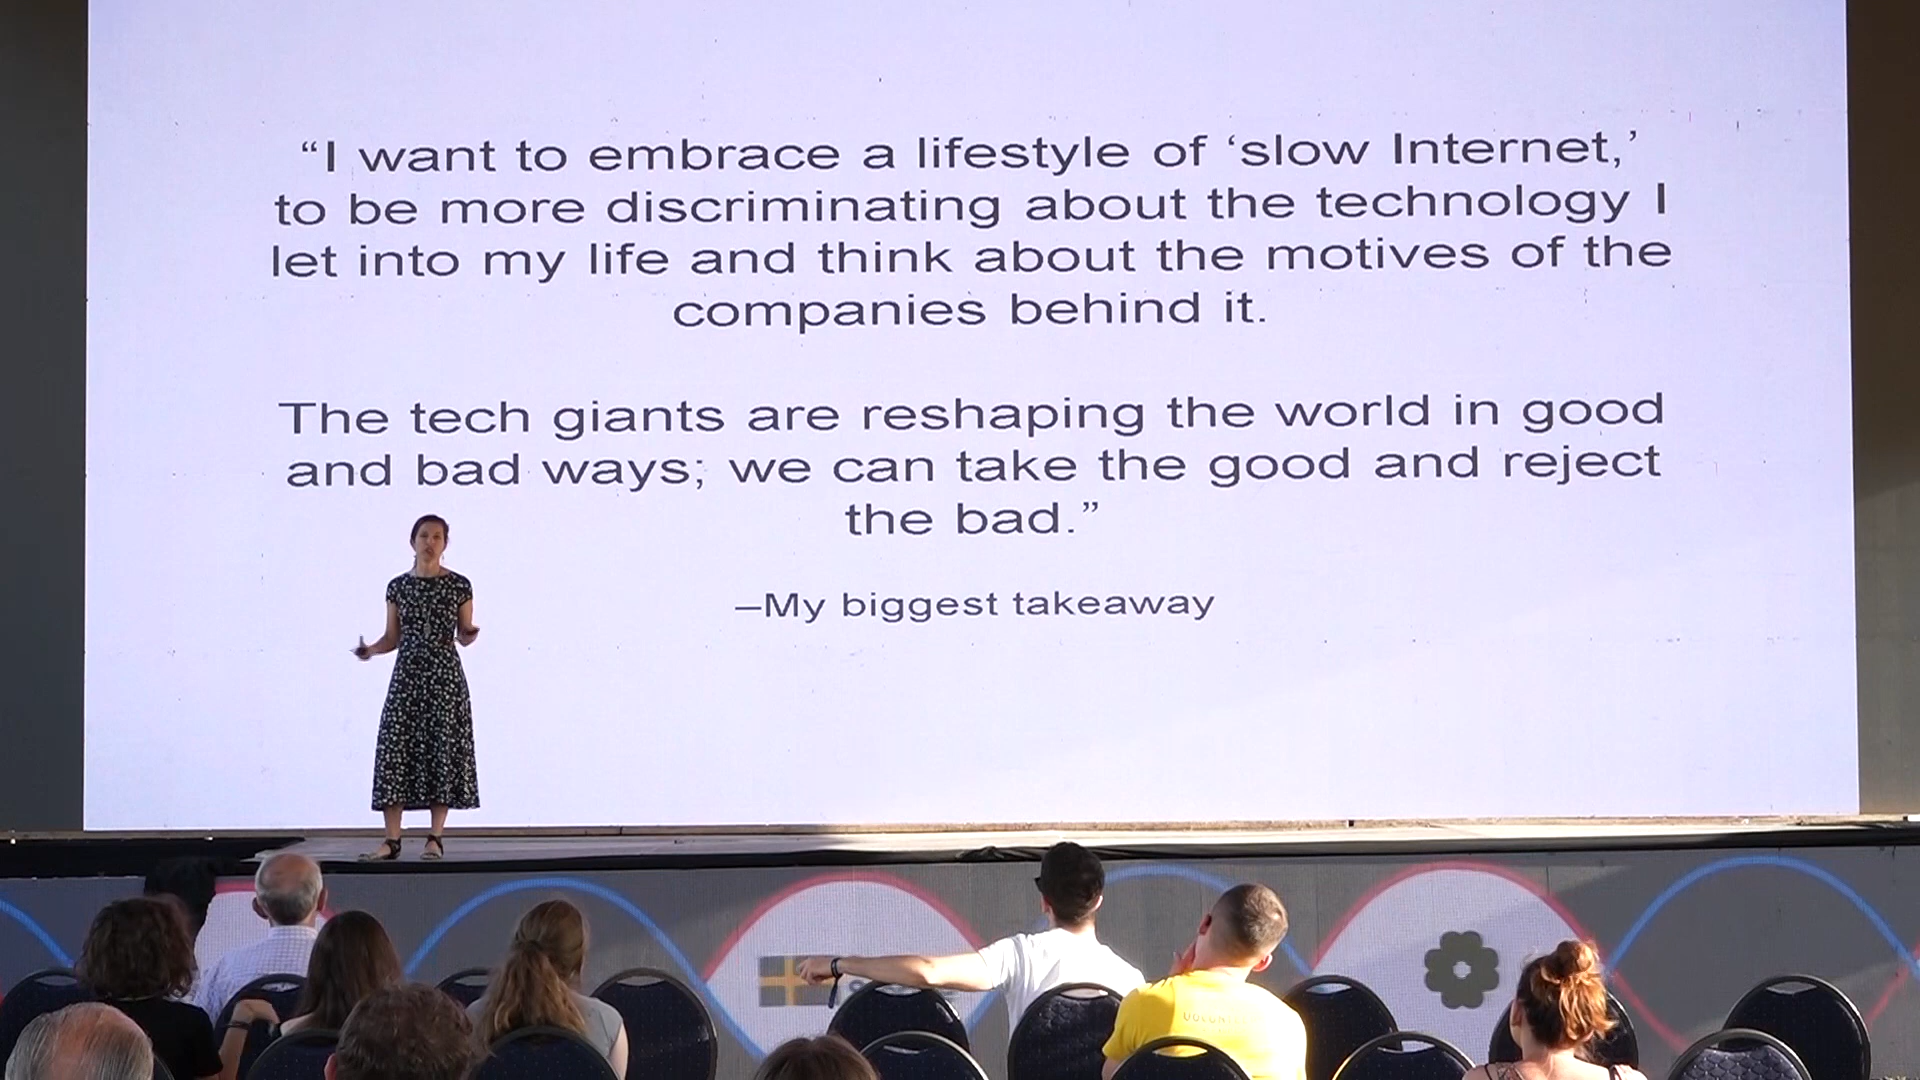 “I want to embrace a lifestyle of ‘slow Internet,’
to be more discriminating about the technology I
let into my life and think about the motives of the
companies behind it.
The tech giants are reshaping the world in good
and bad ways; we can take the good and reject
the bad.”
–My biggest takeaway